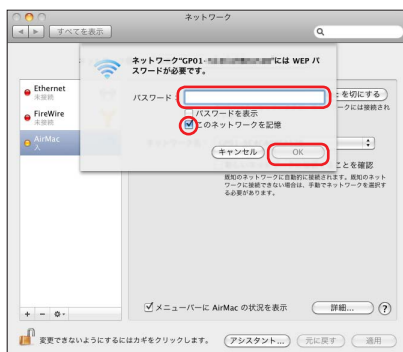 ネットワーク
すべてを表示
ネットワーク"GP01- "には WEP パ
スワードが必要です。
パスワード：
パスワードを表示
このネットワークを記憶
キャンセル
OK
Ethernet
未接続
FireWire
未接続
AirMac
入
を切にする
ークには接続され
ことを確認
既知のネットワークに自動的に接続されます。既知のネット
ワークに接続できない場合は、手動でネットワークを選択す
る必要があります。
メニューバーに AirMac の状況を表示
詳細...
?
変更できないようにするにはカギをクリックします。
アシスタント...
元に戻す
適用